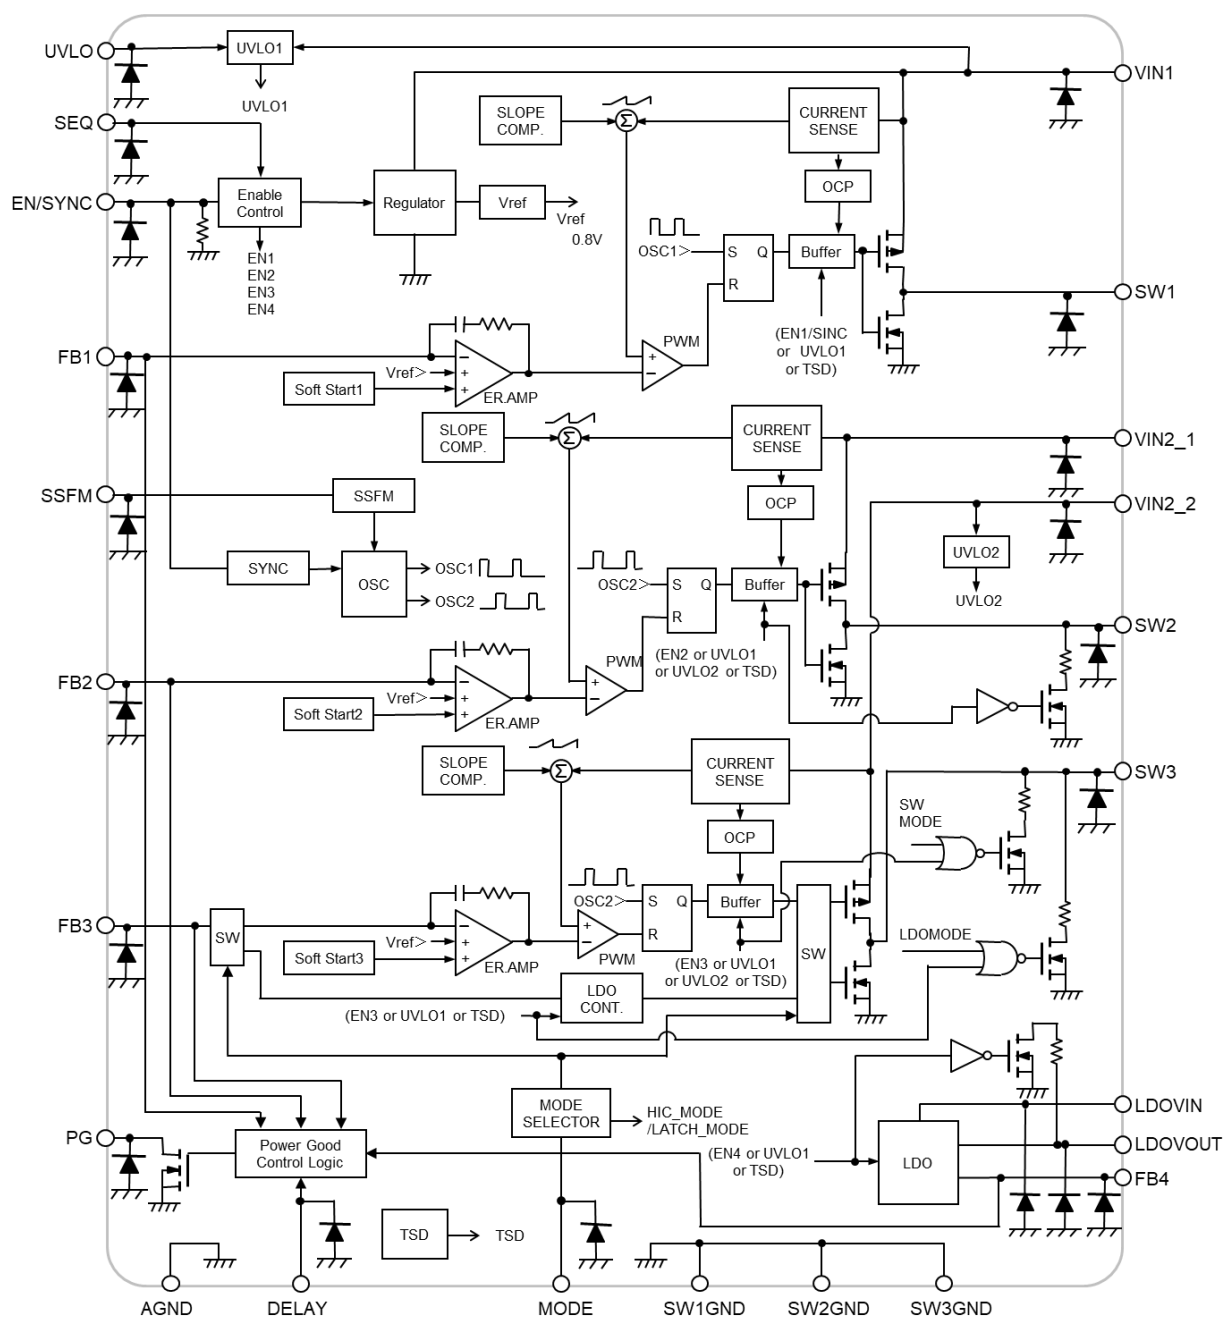 UVLO
UVLO1
UVLO1
VIN1
SEQ
SLOPE
COMP.
Σ
CURRENT
SENSE
OCP
EN/SYNC
Enable
Control
Regulator
Vref
Vref
0.8V
EN1
EN2
EN3
EN4
OSC1>
S
Q
R
Buffer
SW1
(EN1/SINC
or UVLO1
or TSD)
FB1
Vref>
Soft Start1
−
+
+
ER.AMP
+
−
PWM
SLOPE
COMP.
Σ
CURRENT
SENSE
VIN2_1
OCP
SSFM
SSFM
VIN2_2
UVLO2
UVLO2
SYNC
OSC
OSC1
OSC2
OSC2>
S
Q
R
Buffer
SW2
(EN2 or UVLO1
or UVLO2 or TSD)
FB2
Vref>
Soft Start2
−
+
+
ER.AMP
+
−
PWM
SLOPE
COMP.
Σ
CURRENT
SENSE
SW3
OCP
SW
MODE
OSC2>
S
Q
R
Buffer
FB3
SW
Vref>
Soft Start3
−
+
+
ER.AMP
+
−
PWM
SW
LDOMODE
(EN3 or UVLO1
or UVLO2 or TSD)
LDO
CONT.
(EN3 or UVLO1 or TSD)
MODE
SELECTOR
HIC_MODE
/LATCH_MODE
LDOVIN
PG
Power Good
Control Logic
(EN4 or UVLO1
or TSD)
LDO
LDOVOUT
FB4
TSD
TSD
AGND
DELAY
MODE
SW1GND
SW2GND
SW3GND